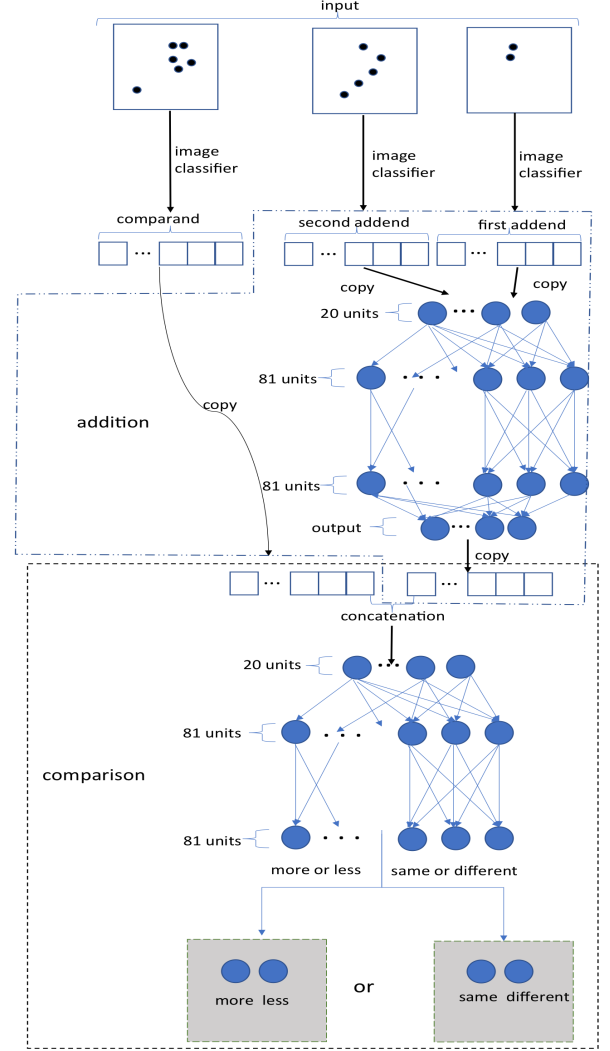 input
image
classifier
image
classifier
image
classifier
comparand
second addend
first addend
...
...
...
copy
copy
20 units
...
81 units
. . .
copy
addition
81 units
. . .
output
...
copy
...
...
concatenation
20 units
...
81 units
. . .
comparison
81 units
. . .
more or less
same or different
more less
or
same different